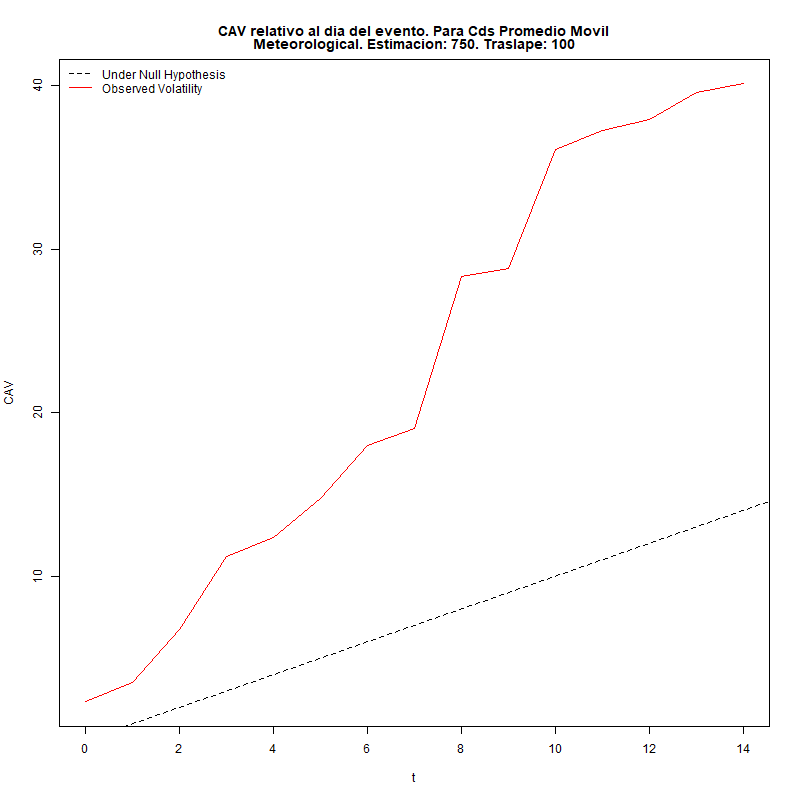 CAV relativo al dia del evento. Para Cds Promedio Movil
Meteorological. Estimacion: 750. Traslape: 100
Under Null Hypothesis
Observed Volatility
40
30
20
10
CAV
0 2 4 6 8 10 12 14
t